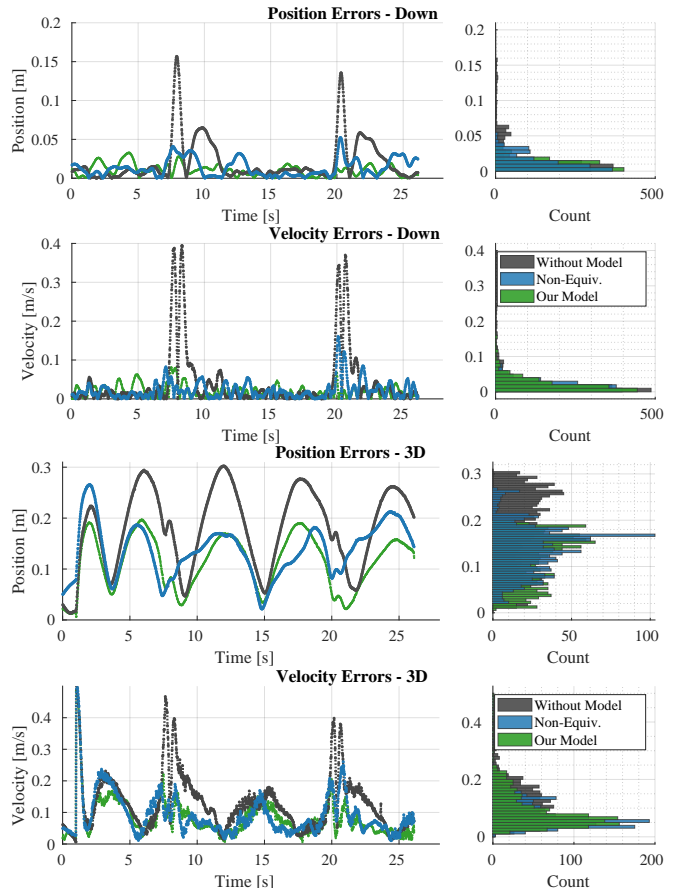 Position Errors - Down
Position [m]
0.2
0.15
0.1
0.05
0
0 5 10 15 20 25
Time [s]
0.2
0.15
0.1
0.05
0
0 500
Count
Velocity Errors - Down
Velocity [m/s]
0.4
0.3
0.2
0.1
0
0 5 10 15 20 25
Time [s]
0.4
0.3
0.2
0.1
0
Without Model
Non-Equiv.
Our Model
0 500
Count
Position Errors - 3D
Position [m]
0.3
0.2
0.1
0
0 5 10 15 20 25
Time [s]
0.3
0.2
0.1
0
0 50 100
Count
Velocity Errors - 3D
Velocity [m/s]
0.4
0.3
0.2
0.1
0
0 5 10 15 20 25
Time [s]
0.4
0.2
0
Without Model
Non-Equiv.
Our Model
0 100 200
Count